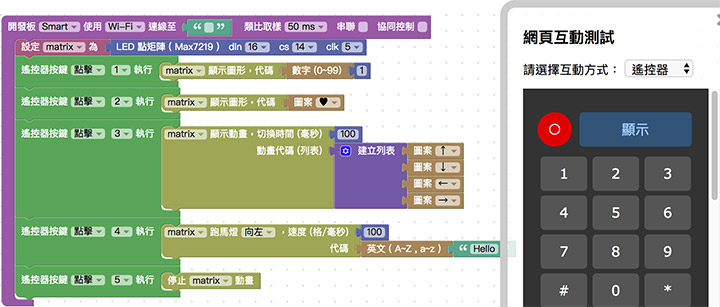 開發板 Smart 使用 Wi-Fi 連線至 “ ” 類比取樣 50 ms 串聯 協同控制
設定 matrix 為 LED 點矩陣 ( Max7219 ) din 16 cs 14 clk 5
遙控器按鍵 點擊 1 執行 matrix 顯示圖形，代碼 數字 (0~99) 1
遙控器按鍵 點擊 2 執行 matrix 顯示圖形，代碼 圖案 ♥
遙控器按鍵 點擊 3 執行 matrix 顯示動畫，切換時間 (毫秒) 100
動畫代碼 (列表) 建立列表 圖案 ↑
圖案 ↓
圖案 ←
圖案 →
遙控器按鍵 點擊 4 執行 matrix 跑馬燈 向左 ，速度 (格/毫秒) 100
代碼 英文 ( A~Z , a~z ) “ Hello ”
遙控器按鍵 點擊 5 執行 停止 matrix 動畫
網頁互動測試
請選擇互動方式： 遙控器
顯示
1 2 3
4 5 6
7 8 9
# 0 *